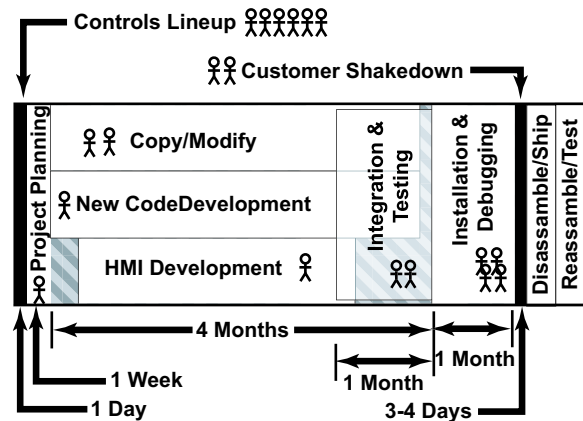 Controls Lineup
Customer Shakedown
Project Planning
Copy/Modify
New CodeDevelopment
HMI Development
Integration &
Testing
Installation &
Debugging
Disassamble/Ship
Reassamble/Test
4 Months
1 Month
1 Month
1 Week
1 Day
3-4 Days